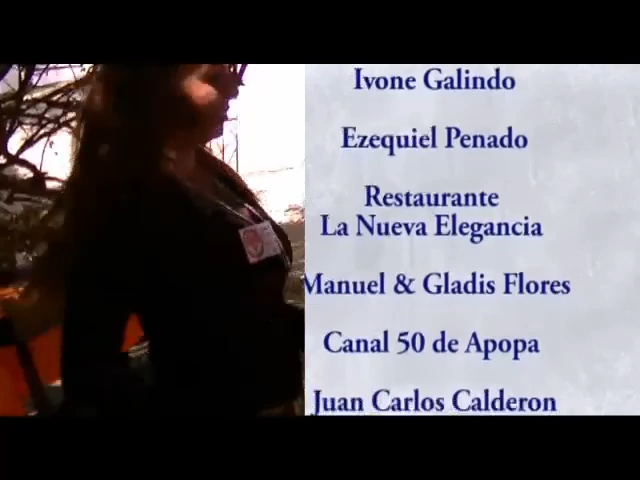 Ivone Galindo
Ezequiel Penado
Restaurante
La Nueva Elegancia
Manuel & Gladis Flores
Canal 50 de Apopa
Juan Carlos Calderon